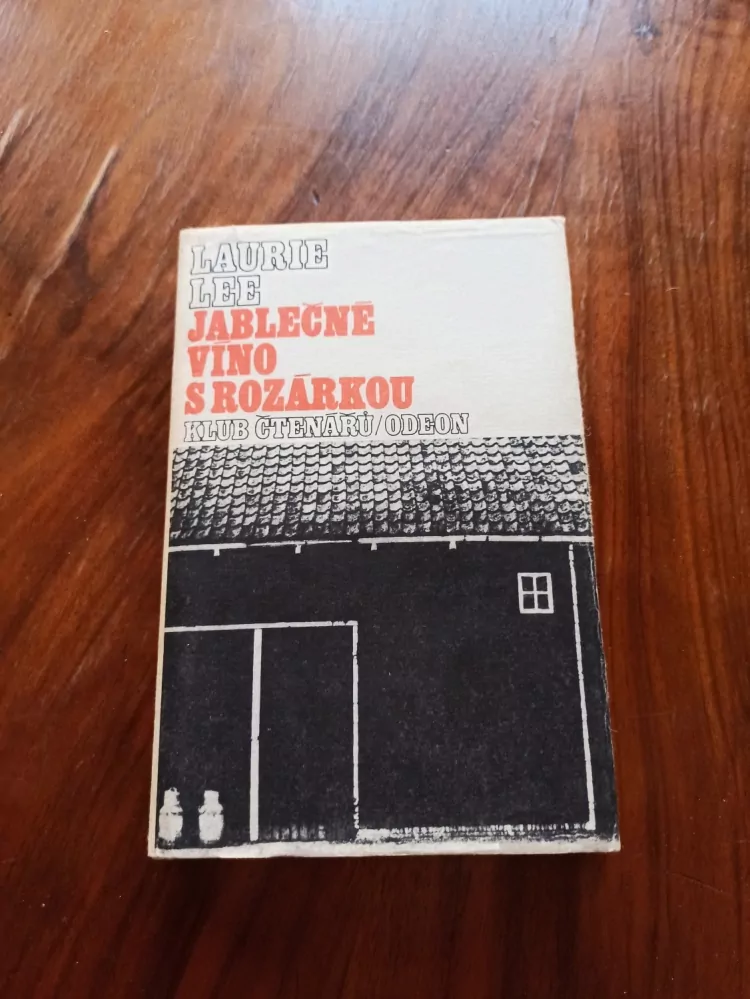 LAURIE
LEE
JABLEČNÉ
VÍNO
S ROZÁRKOU
KLUB ČTENÁŘŮ/ODEON